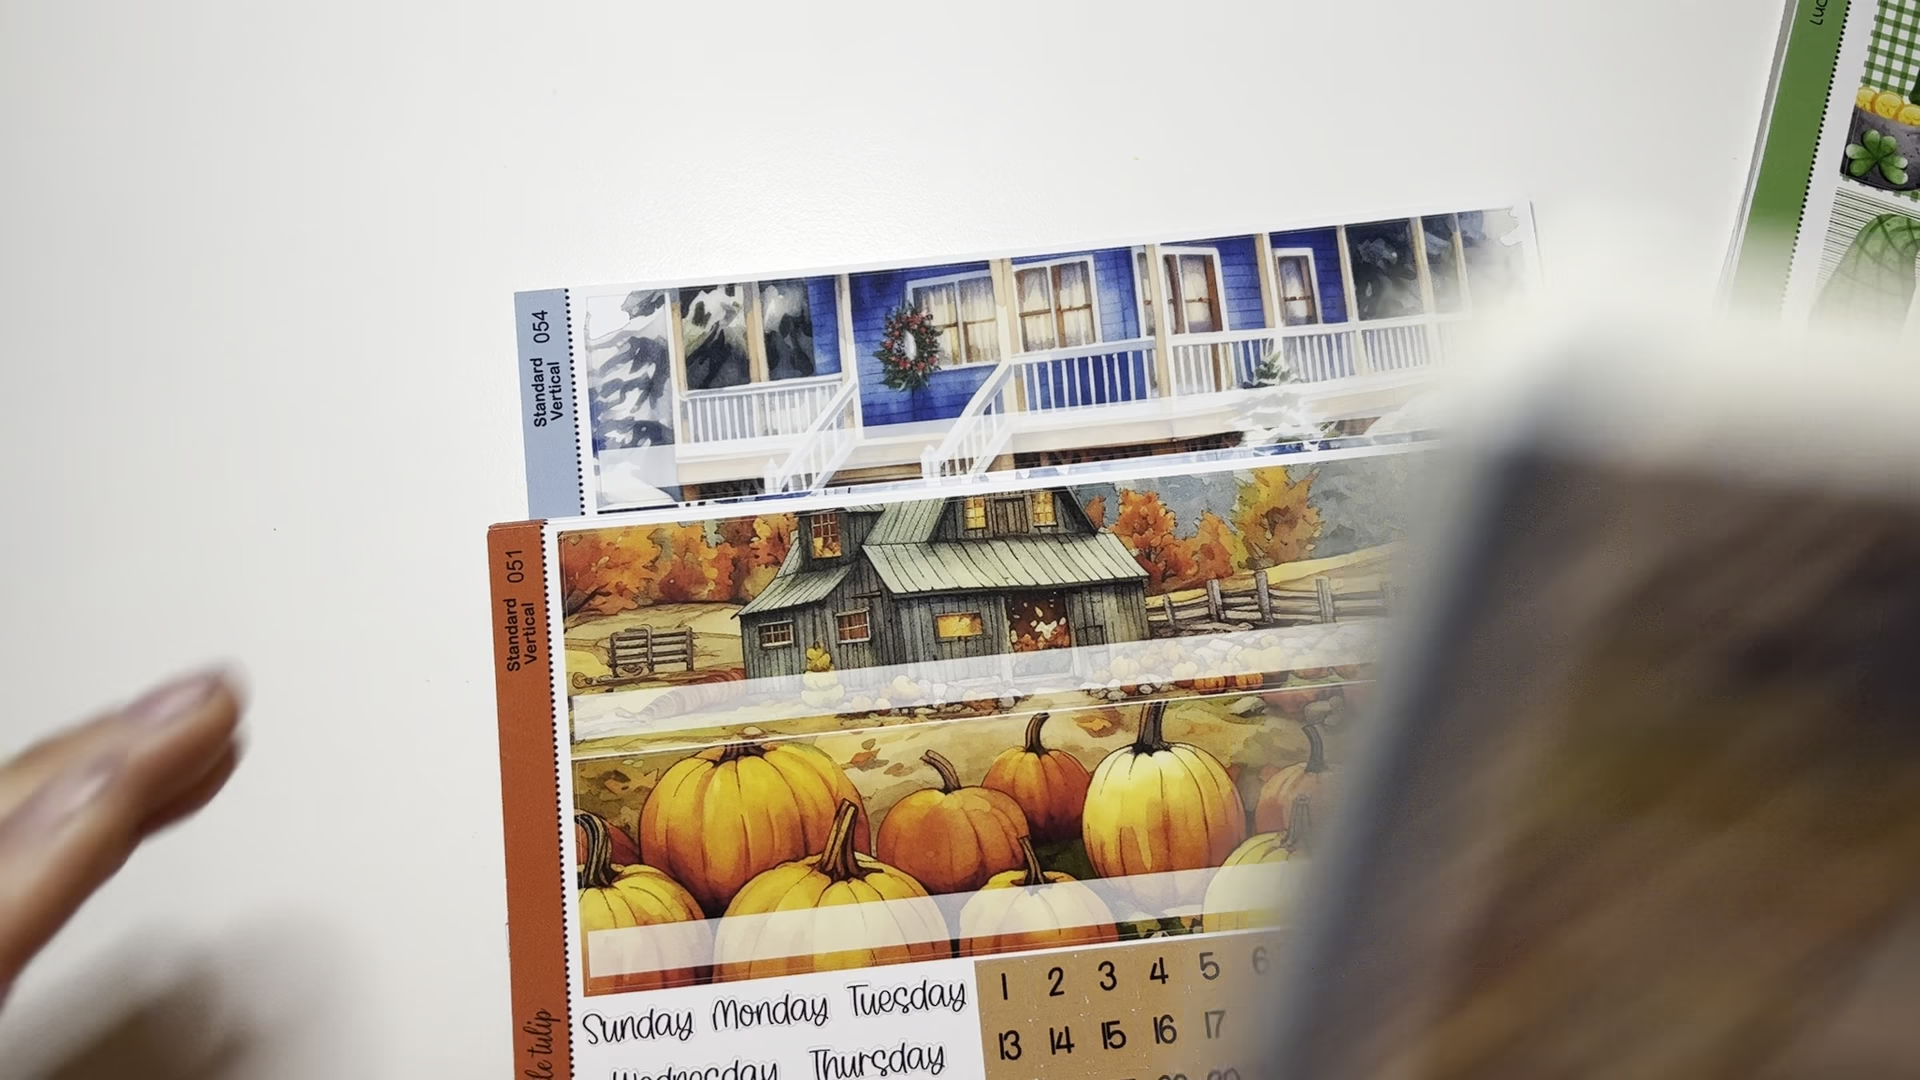 Standard
Vertical 054
Standard
Vertical 051
Sunday Monday Tuesday
Wednesday Thursday
1 2 3 4 5 6
13 14 15 16 17
tulip